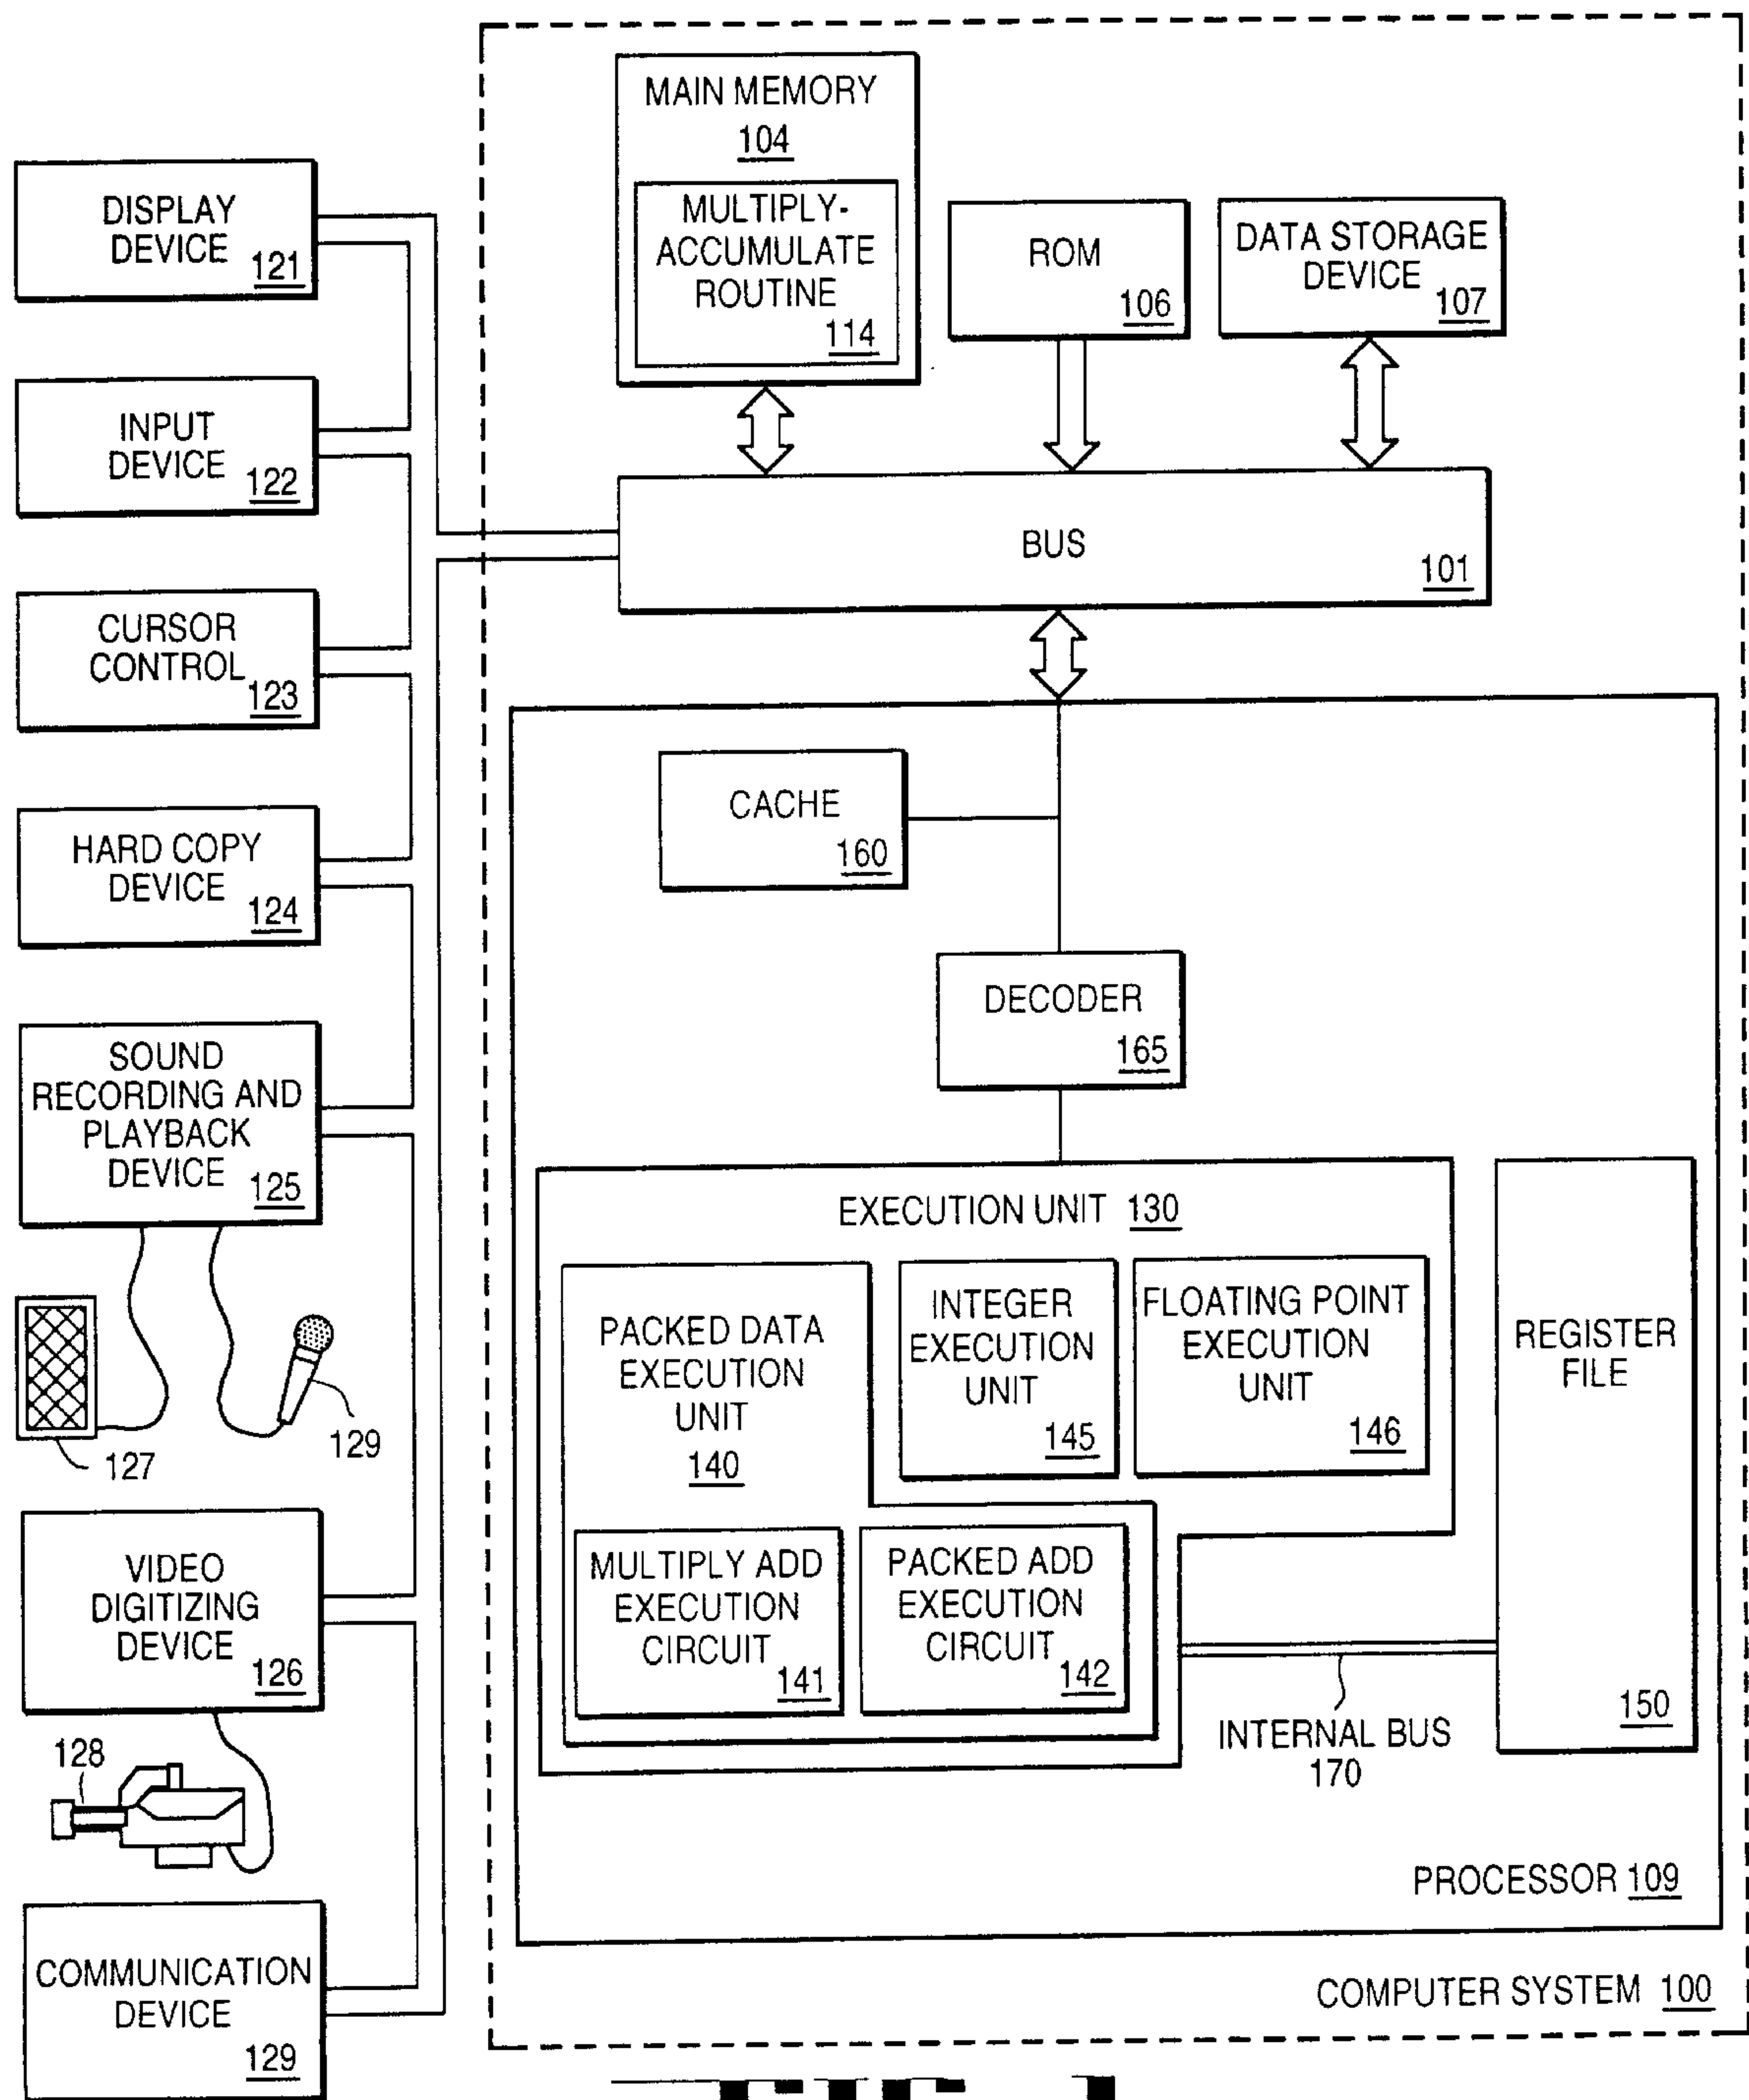 DISPLAY
DEVICE
121
INPUT
DEVICE
122
CURSOR
CONTROL
123
HARD COPY
DEVICE
124
SOUND
RECORDING AND
PLAYBACK
DEVICE
125
127
129
VIDEO
DIGITIZING
DEVICE
126
128
COMMUNICATION
DEVICE
129
MAIN MEMORY
104
MULTIPLY-
ACCUMULATE
ROUTINE
114
ROM
106
DATA STORAGE
DEVICE
107
BUS
101
CACHE
160
DECODER
165
EXECUTION UNIT 130
PACKED DATA
EXECUTION
UNIT
140
INTEGER
EXECUTION
UNIT
145
FLOATING POINT
EXECUTION
UNIT
146
MULTIPLY ADD
EXECUTION
CIRCUIT
141
PACKED ADD
EXECUTION
CIRCUIT
142
REGISTER
FILE
150
INTERNAL BUS
170
PROCESSOR 109
COMPUTER SYSTEM 100